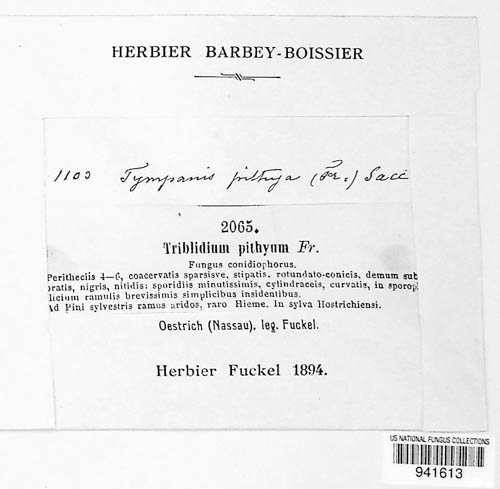 HERBIER BARBEY-BOISSIER
1103 Tympanis pithya (Fr.) Sacc
2065.
Triblidium pithyum Fr.
Fungus conidiophorus.
Peritheciis 4—6, coacervatis sparsisve, stipatis, rotundato-conicis, demum sub
oratis, nigris, nitidis: sporidiis minutissimis, cylindraceis, curvatis, in sporop
licium ramulis brevissimis simplicibus insidentibus.
Ad Pini sylvestris ramos aridos, raro Hieme. In sylva Hostrichiensi.
Oestrich (Nassau), leg. Fuckel.
Herbier Fuckel 1894.
US NATIONAL FUNGUS COLLECTIONS
941613